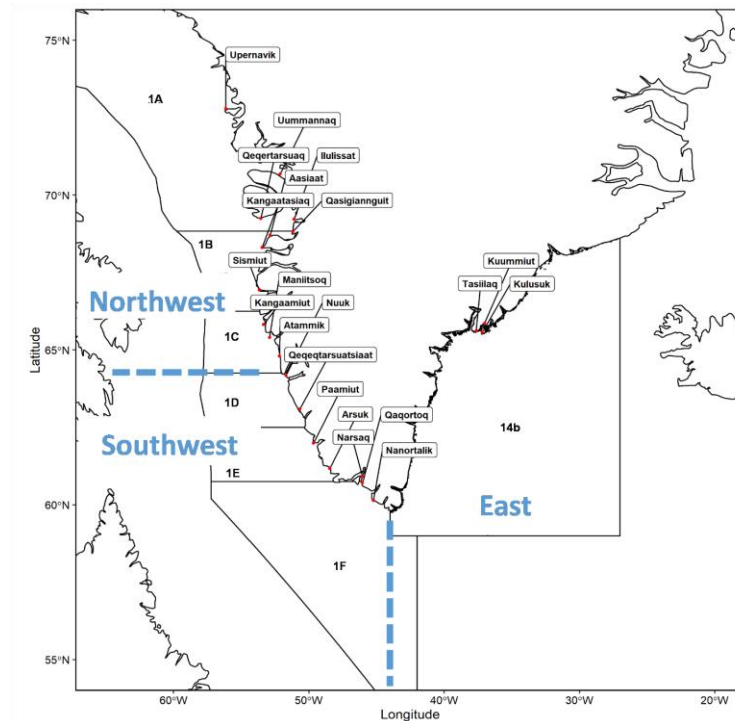 75°N
70°N
65°N
60°N
55°N
Latitude
60°W
50°W
40°W
30°W
20°W
Longitude
Upernavik
1A
Uummannaq
Qeqertarsuaq
Ilulissat
Aasiaat
Kangaatasiaq
Qasigiannguit
1B
Sismiut
Kuummiut
Maniitsoq
Tasiilaq
Kulusuk
Northwest
Kangaamiut
Nuuk
1C
Atammik
Qeqeqtarsuatsiaat
1D
Paamiut
Arsuk
Qaqortoq
Southwest
Narsaq
14b
Nanortalik
1E
East
1F